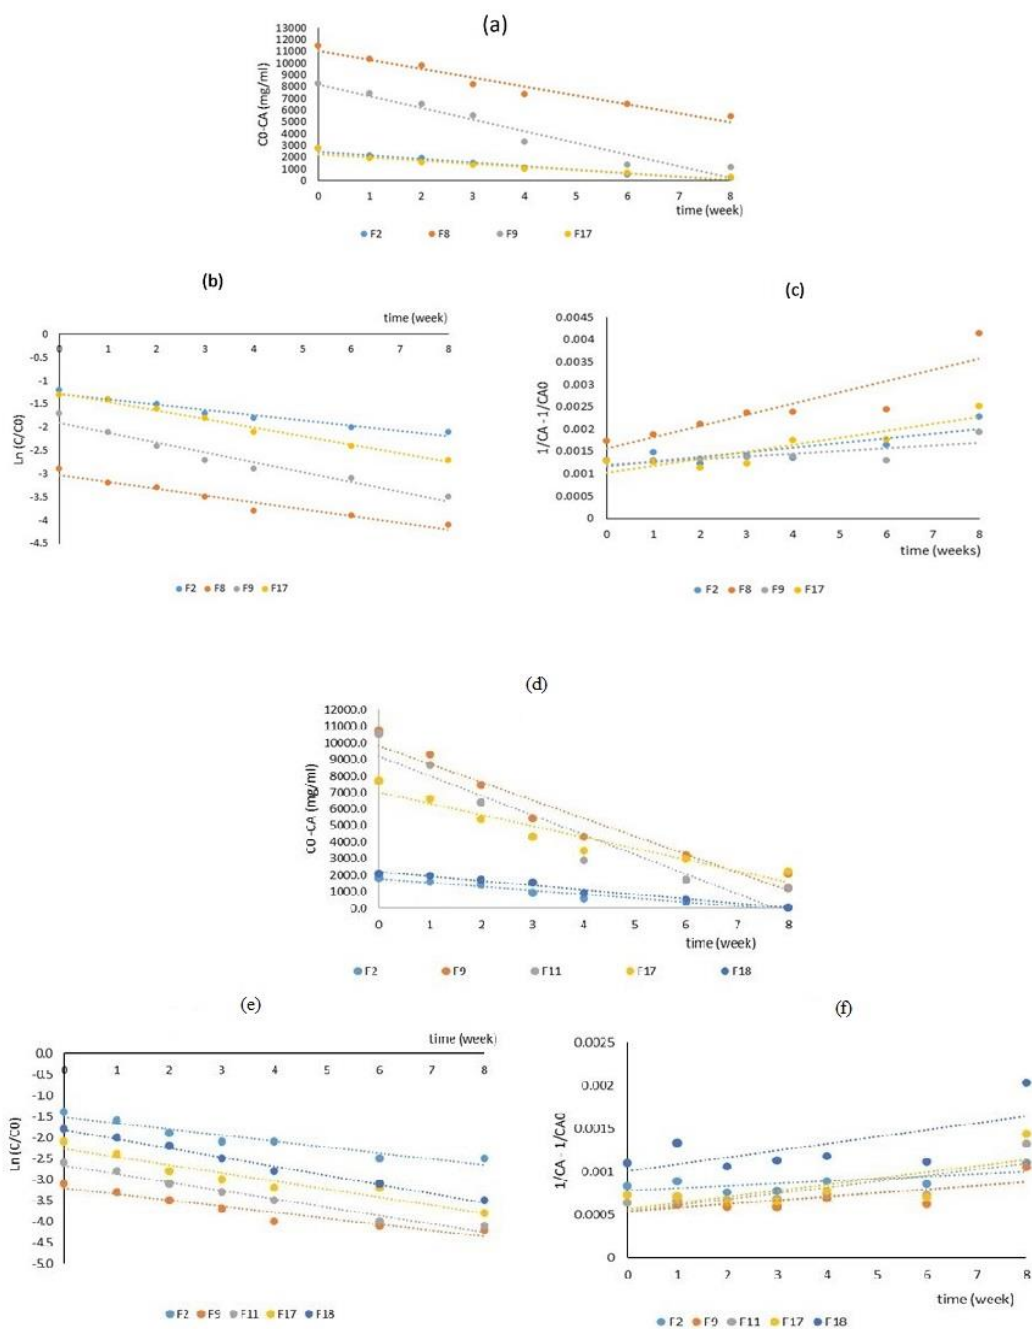 (a)
13000
12000
11000
10000
9000
8000
7000
6000
5000
4000
3000
2000
1000
0
C0-CA (mg/ml)
0 1 2 3 4 5 6 7 8
time (week)
F2 F8 F9 F17
(b)
time (week)
0
-0.5
-1
-1.5
-2
-2.5
-3
-3.5
-4
-4.5
Ln (C/C0)
0 1 2 3 4 5 6 7 8
F2 F8 F9 F17
(c)
0.0045
0.004
0.0035
0.003
0.0025
0.002
0.0015
0.001
0.0005
0
1/CA - 1/CA0
0 1 2 3 4 5 6 7 8
time (weeks)
F2 F8 F9 F17
(d)
12000.0
11000.0
10000.0
9000.0
8000.0
7000.0
6000.0
5000.0
4000.0
3000.0
2000.0
1000.0
0.0
C0-CA (mg/ml)
0 1 2 3 4 5 6 7 8
time (week)
F2 F9 F11 F17 F18
(e)
time (week)
0.0
-0.5
-1.0
-1.5
-2.0
-2.5
-3.0
-3.5
-4.0
-4.5
-5.0
Ln (C/C0)
0 1 2 3 4 5 6 7 8
F2 F9 F11 F17 F18
(f)
0.0025
0.002
0.0015
0.001
0.0005
0
1/CA - 1/CA0
0 1 2 3 4 5 6 7 8
time (week)
F2 F9 F11 F17 F18